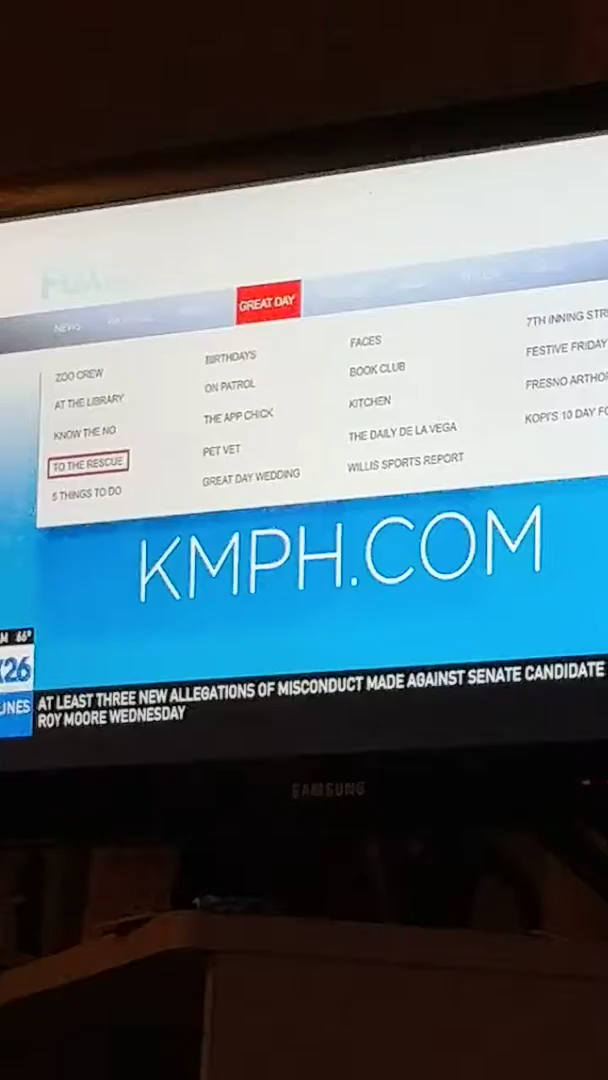 GREAT DAY
NEWS
ZOO CREW
AT THE LIBRARY
KNOW THE NO
TO THE RESCUE
5 THINGS TO DO
BIRTHDAYS
ON PATROL
THE APP CHICK
PET VET
GREAT DAY WEDDING
FACES
BOOK CLUB
KITCHEN
THE DAILY DE LA VEGA
WILLIS SPORTS REPORT
7TH INNING STR
FESTIVE FRIDAY
FRESNO ARTHO
KOPI'S 10 DAY FO
KMPH.COM
M 66°
X26
LINES
AT LEAST THREE NEW ALLEGATIONS OF MISCONDUCT MADE AGAINST SENATE CANDIDATE
ROY MOORE WEDNESDAY
SAMSUNG